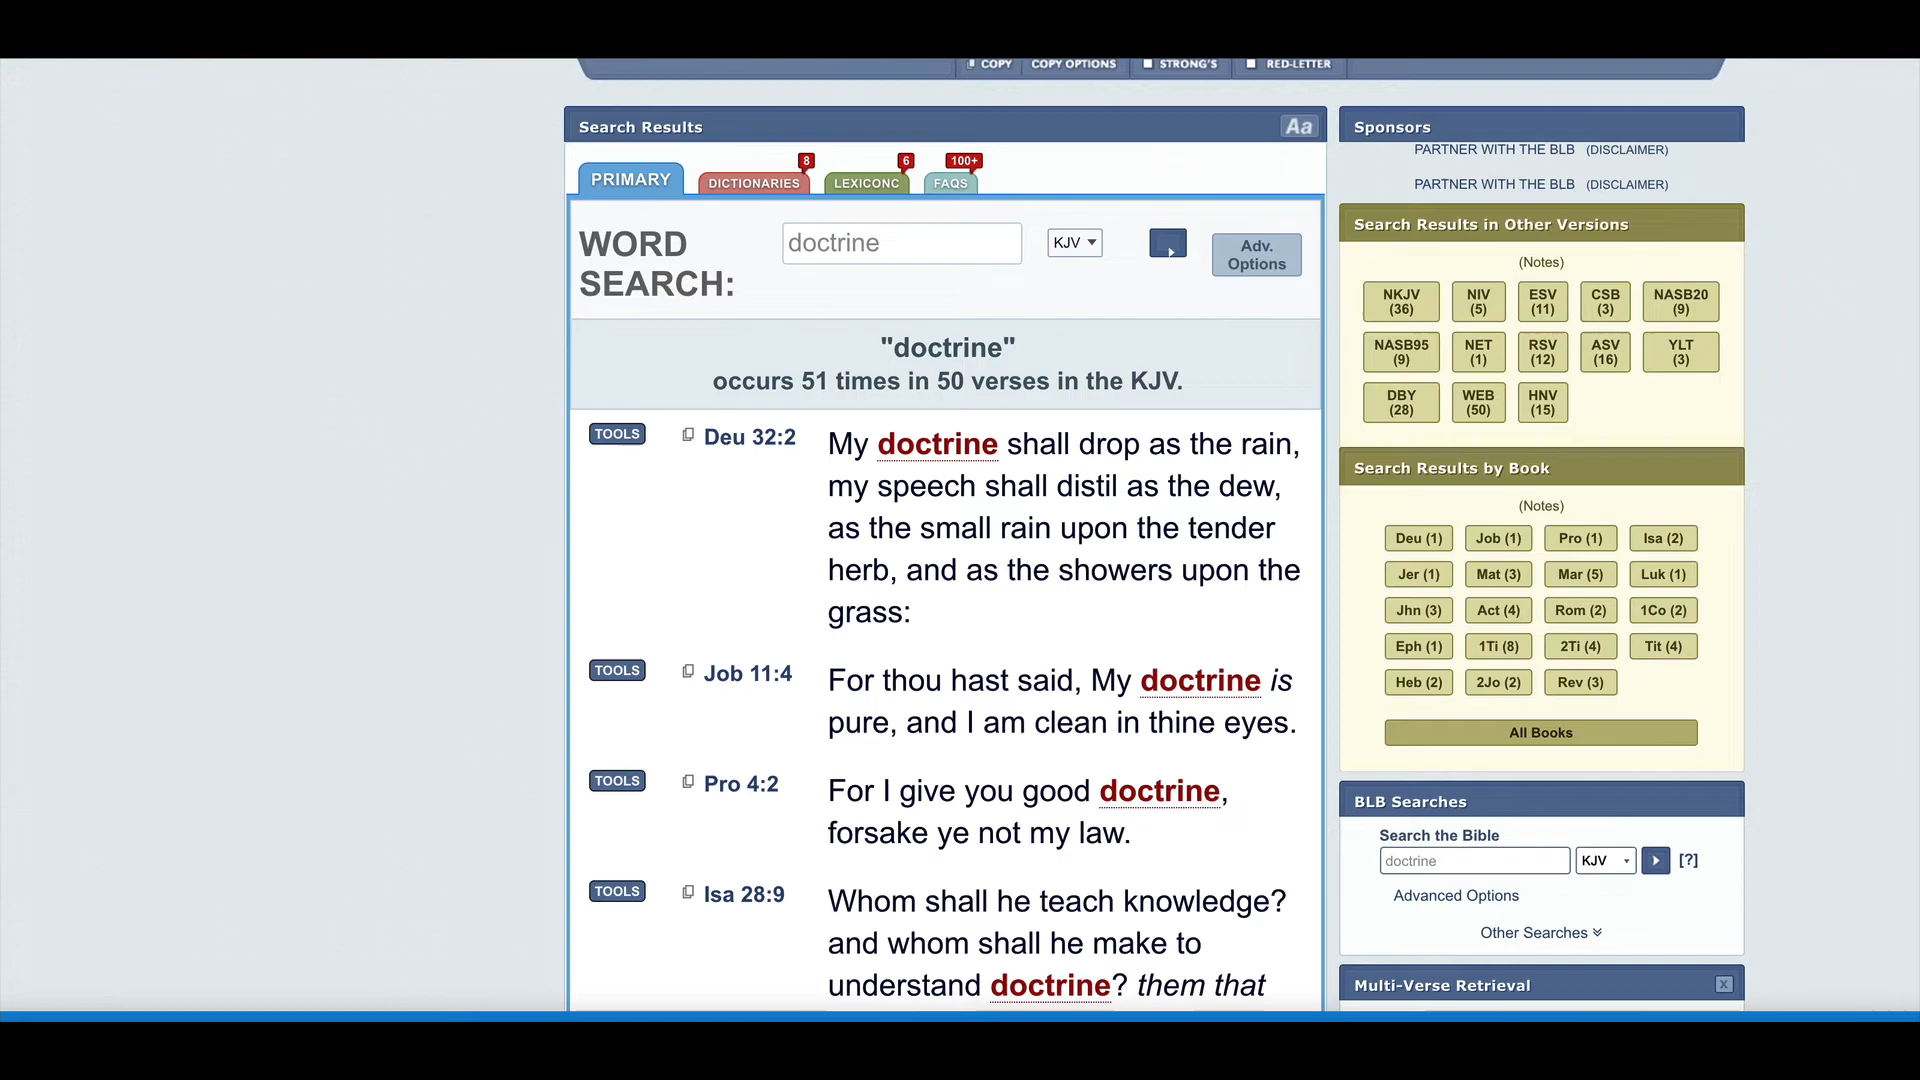 COPY COPY OPTIONS STRONG'S RED-LETTER
Search Results Aa
PRIMARY DICTIONARIES 8 LEXICONC 6 FAQS 100+
WORD SEARCH: doctrine KJV Adv. Options
"doctrine"
occurs 51 times in 50 verses in the KJV.
TOOLS Deu 32:2 My doctrine shall drop as the rain,
my speech shall distil as the dew,
as the small rain upon the tender
herb, and as the showers upon the
grass:
TOOLS Job 11:4 For thou hast said, My doctrine is
pure, and I am clean in thine eyes.
TOOLS Pro 4:2 For I give you good doctrine,
forsake ye not my law.
TOOLS Isa 28:9 Whom shall he teach knowledge?
and whom shall he make to
understand doctrine? them that
Sponsors
PARTNER WITH THE BLB (DISCLAIMER)
PARTNER WITH THE BLB (DISCLAIMER)
Search Results in Other Versions
(Notes)
NKJV (36) NIV (5) ESV (11) CSB (3) NASB20 (9)
NASB95 (9) NET (1) RSV (12) ASV (16) YLT (3)
DBY (28) WEB (50) HNV (15)
Search Results by Book
(Notes)
Deu (1) Job (1) Pro (1) Isa (2)
Jer (1) Mat (3) Mar (5) Luk (1)
Jhn (3) Act (4) Rom (2) 1Co (2)
Eph (1) 1Ti (8) 2Ti (4) Tit (4)
Heb (2) 2Jo (2) Rev (3)
All Books
BLB Searches
Search the Bible
doctrine KJV [?]
Advanced Options
Other Searches
Multi-Verse Retrieval X